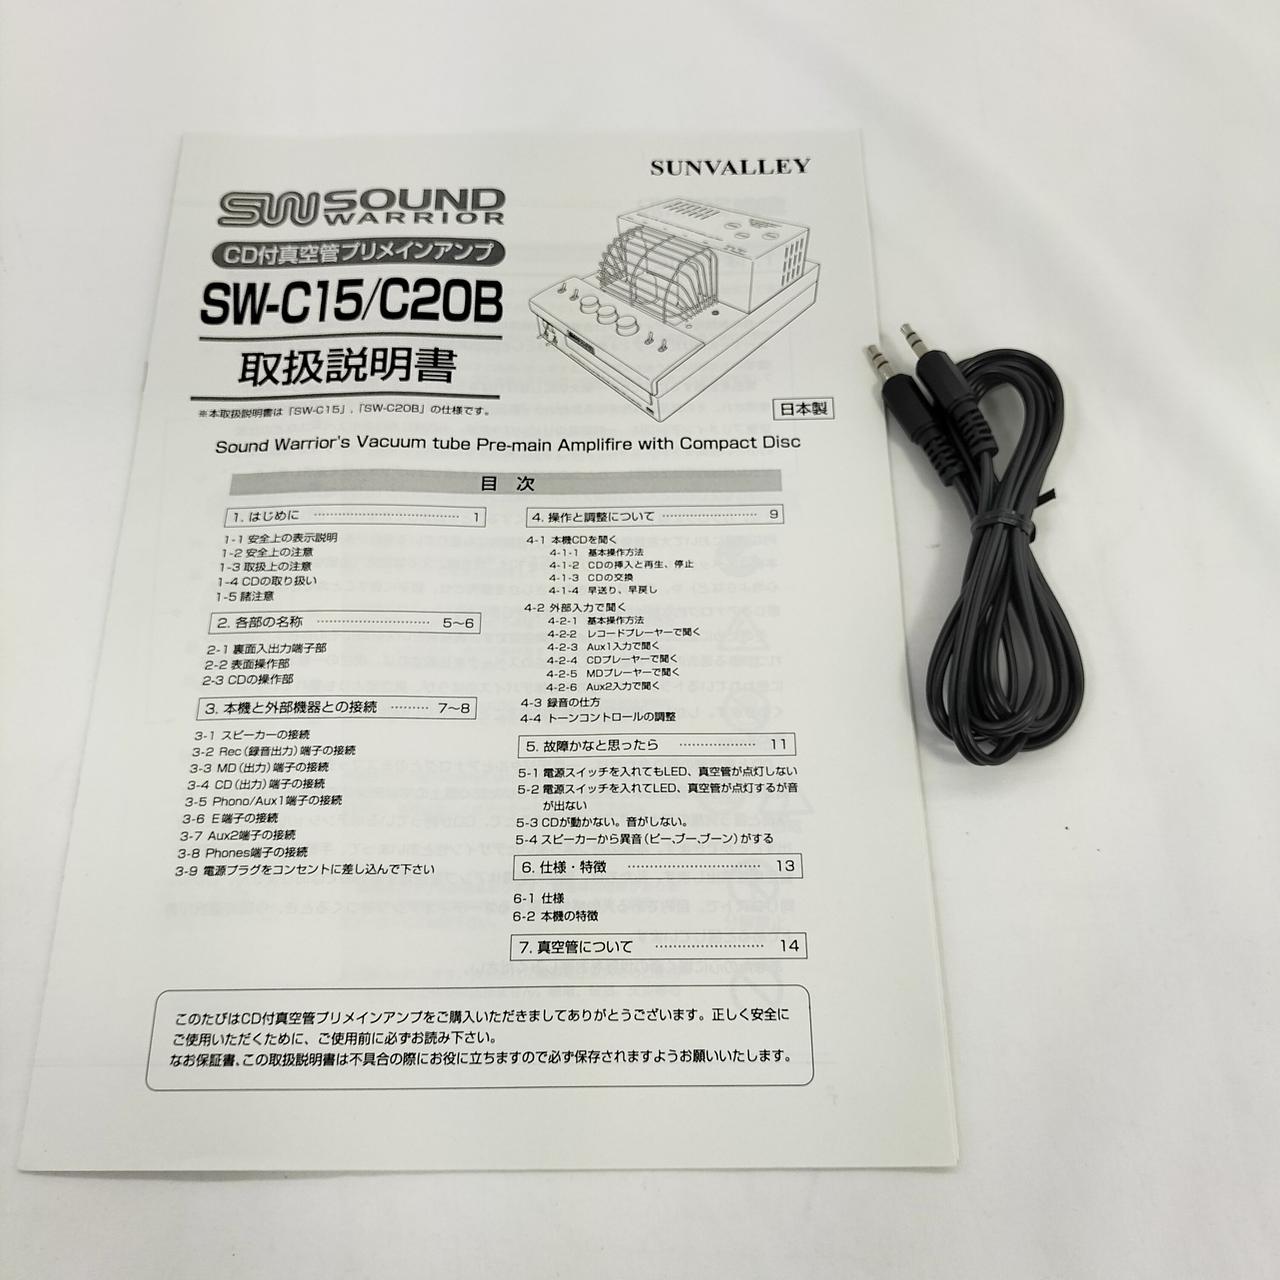 SUNVALLEY
SW SOUND
WARRIOR
CD付真空管プリメインアンプ
SW-C15/C20B
取扱説明書
※本取扱説明書は「SW-C15」、「SW-C20B」の仕様です。
日本製
Sound Warrior's Vacuum tube Pre-main Amplifire with Compact Disc
目 次
1. はじめに ………………………… 1
1-1 安全上の表示説明
1-2 安全上の注意
1-3 取扱上の注意
1-4 CDの取り扱い
1-5 諸注意
2. 各部の名称 ………………………… 5～6
2-1 裏面入出力端子部
2-2 表面操作部
2-3 CDの操作部
3. 本機と外部機器との接続 ……… 7～8
3-1 スピーカーの接続
3-2 Rec（録音出力）端子の接続
3-3 MD（出力）端子の接続
3-4 CD（出力）端子の接続
3-5 Phono/Aux1端子の接続
3-6 E端子の接続
3-7 Aux2端子の接続
3-8 Phones端子の接続
3-9 電源プラグをコンセントに差し込んで下さい
4. 操作と調整について ……………………… 9
4-1 本機CDを聞く
4-1-1 基本操作方法
4-1-2 CDの挿入と再生、停止
4-1-3 CDの交換
4-1-4 早送り、早戻し
4-2 外部入力で聞く
4-2-1 基本操作方法
4-2-2 レコードプレーヤーで聞く
4-2-3 Aux1入力で聞く
4-2-4 CDプレーヤーで聞く
4-2-5 MDプレーヤーで聞く
4-2-6 Aux2入力で聞く
4-3 録音の仕方
4-4 トーンコントロールの調整
5. 故障かなと思ったら ……………… 11
5-1 電源スイッチを入れてもLED、真空管が点灯しない
5-2 電源スイッチを入れてLED、真空管が点灯するが音
が出ない
5-3 CDが動かない。音がしない。
5-4 スピーカーから異音（ピー、ブー、ブーン）がする
6. 仕様・特徴 ………………………… 13
6-1 仕様
6-2 本機の特徴
7. 真空管について …………………… 14
このたびはCD付真空管プリメインアンプをご購入いただきましてありがとうございます。正しく安全に
ご使用いただくために、ご使用前に必ずお読み下さい。
なお保証書、この取扱説明書は不具合の際にお役に立ちますので必ず保存されますようお願いいたします。